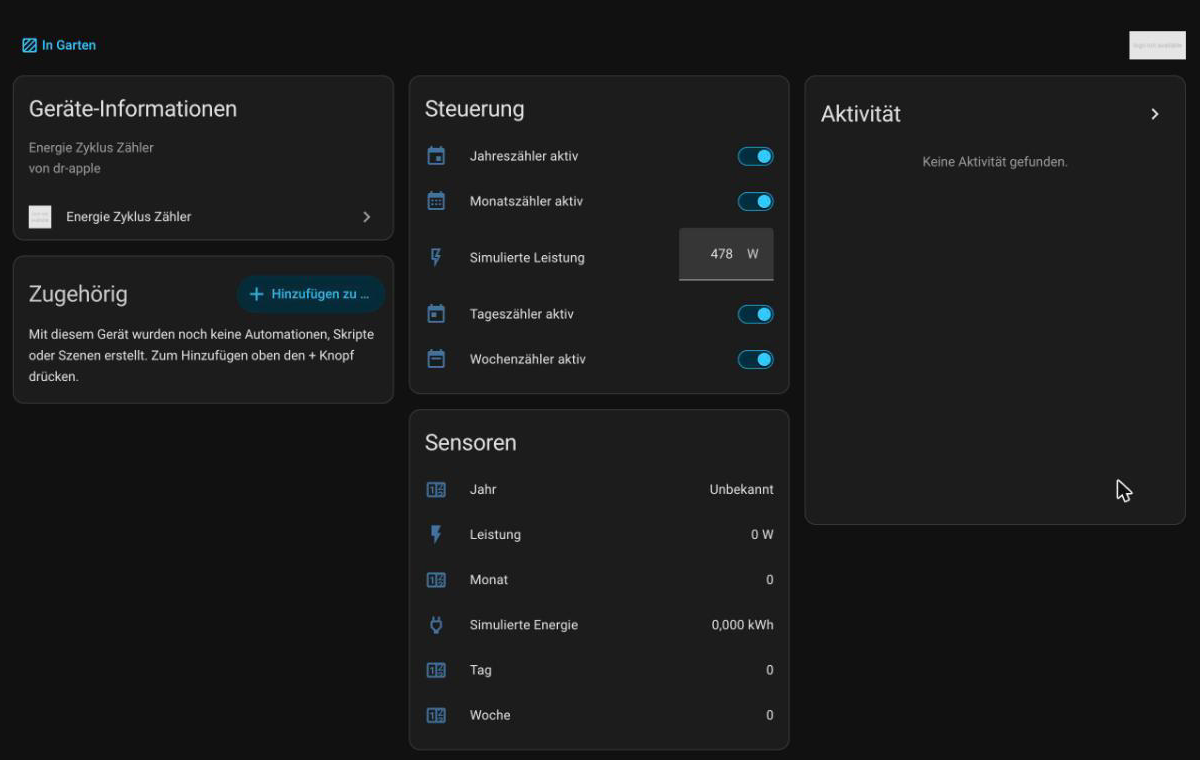 In Garten
Geräte-Informationen
Energie Zyklus Zähler
von dr-apple
Energie Zyklus Zähler
Zugehörig
Hinzufügen zu ...
Mit diesem Gerät wurden noch keine Automationen, Skripte
oder Szenen erstellt. Zum Hinzufügen oben den + Knopf
drücken.
Steuerung
Jahreszähler aktiv
Monatszähler aktiv
Simulierte Leistung 478 W
Tageszähler aktiv
Wochenzähler aktiv
Sensoren
Jahr Unbekannt
Leistung 0 W
Monat 0
Simulierte Energie 0,000 kWh
Tag 0
Woche 0
Aktivität
Keine Aktivität gefunden.